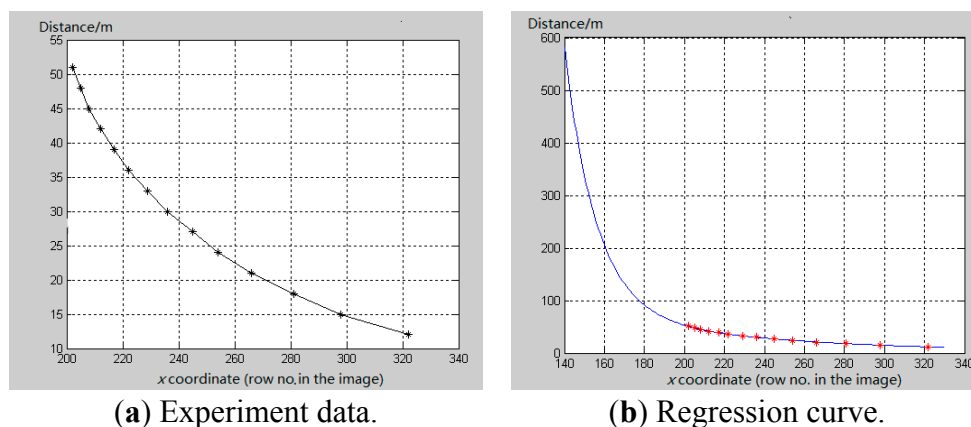 Distance/m
55
50
45
40
35
30
25
20
15
10
200 220 240 260 280 300 320 340
x coordinate (row no. in the image)
(a) Experiment data.
Distance/m
600
500
400
300
200
100
0
140 160 180 200 220 240 260 280 300 320 340
x coordinate (row no. in the image)
(b) Regression curve.